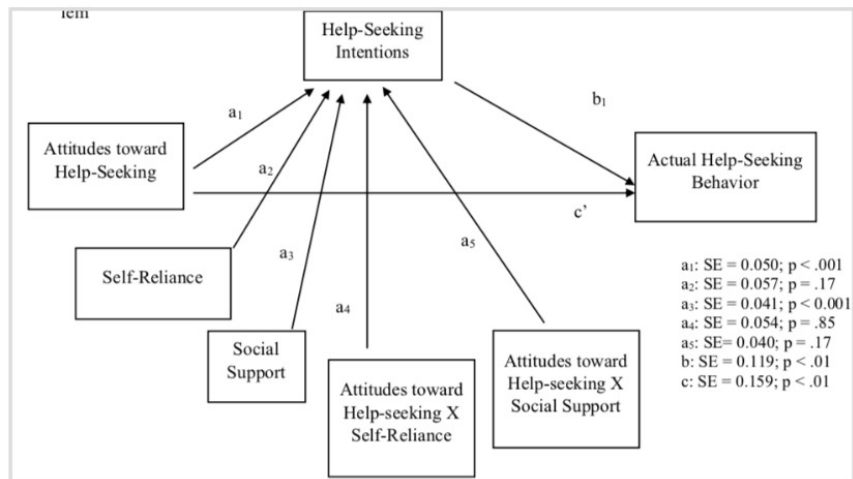 Help-Seeking
Intentions
a₁
b₁
Attitudes toward
Help-Seeking
Actual Help-Seeking
Behavior
a₂
c’
Self-Reliance
a₃
a₅
a₄
Social
Support
Attitudes toward
Help-seeking X
Self-Reliance
Attitudes toward
Help-seeking X
Social Support
a₁: SE = 0.050; p < .001
a₂: SE = 0.057; p = .17
a₃: SE = 0.041; p < 0.001
a₄: SE = 0.054; p = .85
a₅: SE= 0.040; p = .17
b: SE = 0.119; p < .01
c: SE = 0.159; p < .01